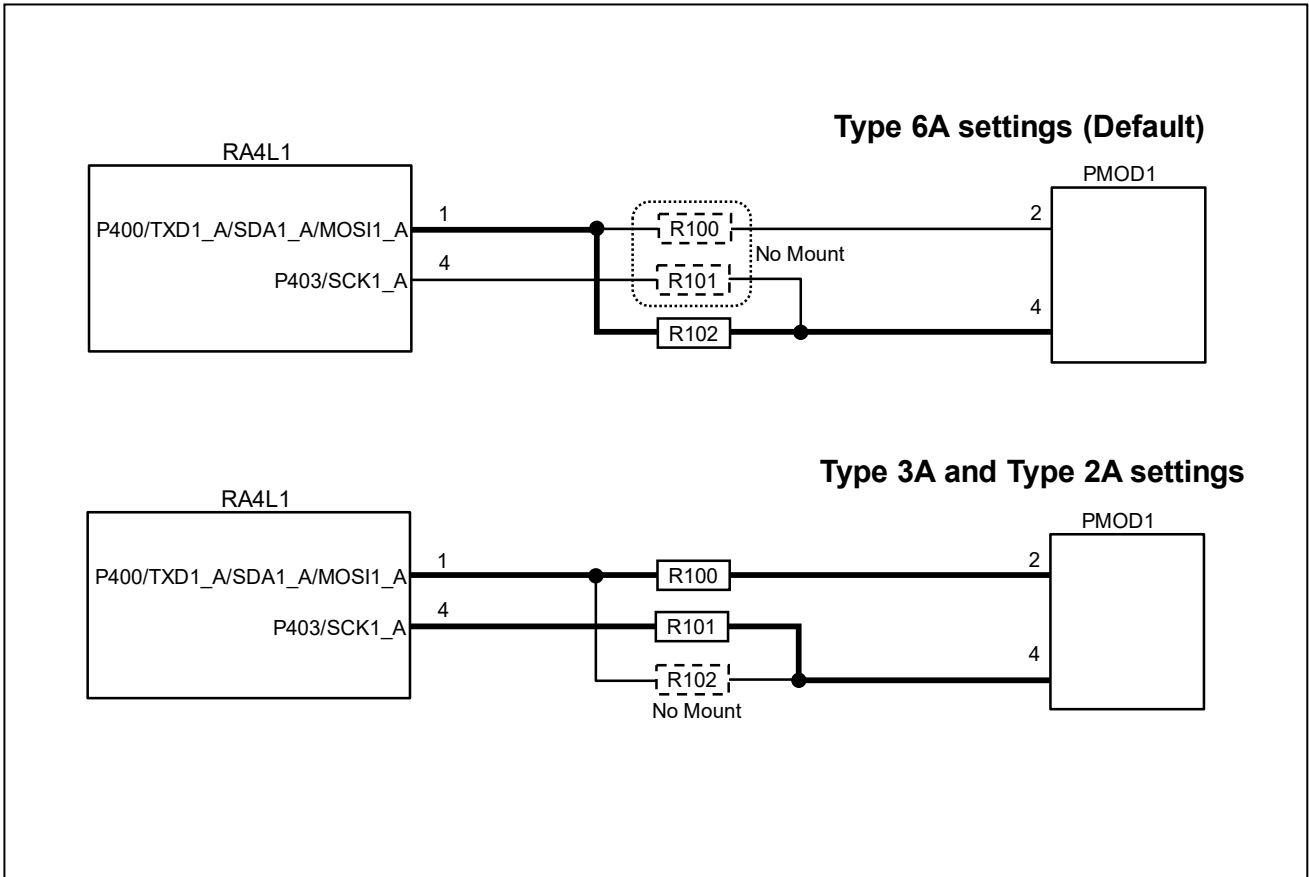 Type 6A settings (Default)
RA4L1
PMOD1
P400/TXD1_A/SDA1_A/MOSI1_A
1
R100
2
No Mount
P403/SCK1_A
4
R101
4
R102
Type 3A and Type 2A settings
RA4L1
PMOD1
P400/TXD1_A/SDA1_A/MOSI1_A
1
R100
2
P403/SCK1_A
4
R101
4
R102
No Mount